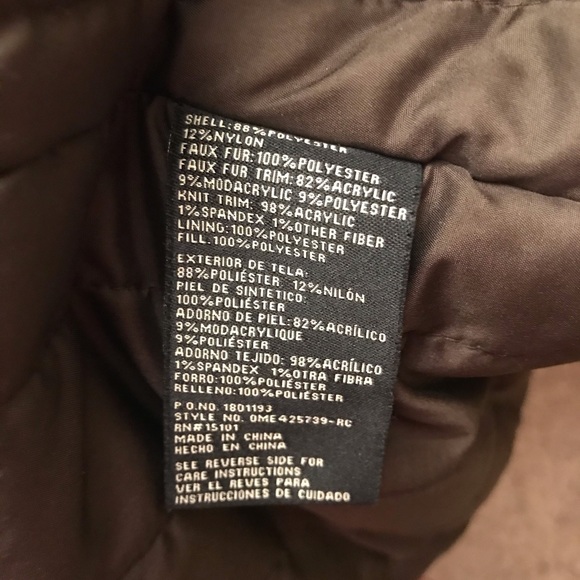 SHELL:88%POLYESTER
12%NYLON
FAUX FUR:100%POLYESTER
FAUX FUR TRIM:82%ACRYLIC
9%MODACRYLIC 9%POLYESTER
KNIT TRIM: 98%ACRYLIC
1%SPANDEX 1%OTHER FIBER
LINING:100%POLYESTER
FILL:100%POLYESTER
EXTERIOR DE TELA:
88%POLIÉSTER 12%NILÓN
PIEL DE SINTETICO:
100%POLIÉSTER
ADORNO DE PIEL:82%ACRÍLICO
9%MODACRYLIQUE
9%POLIÉSTER
ADORNO TEJIDO: 98%ACRÍLICO
1%SPANDEX 1%OTRA FIBRA
FORRO:100%POLIÉSTER
RELLENO:100%POLIÉSTER
P O.NO. 1801193
STYLE NO. OME425739-RC
RN#15101
MADE IN CHINA
HECHO EN CHINA
SEE REVERSE SIDE FOR
CARE INSTRUCTIONS
VER EL REVES PARA
INSTRUCCIONES DE CUIDADO